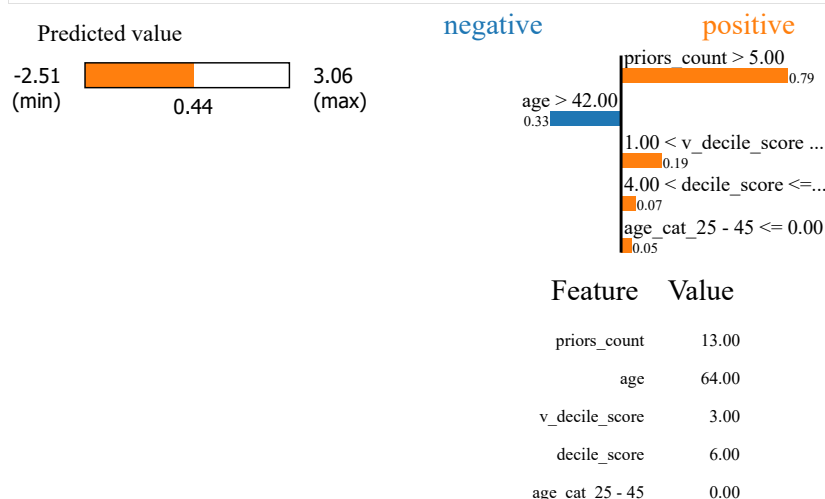 Predicted value
-2.51
(min)
0.44
3.06
(max)
negative positive
priors_count > 5.00
0.79
age > 42.00
0.33
1.00 < v_decile_score ...
0.19
4.00 < decile_score <=...
0.07
age_cat_25 - 45 <= 0.00
0.05
Feature Value
priors_count 13.00
age 64.00
v_decile_score 3.00
decile_score 6.00
age_cat_25 - 45 0.00